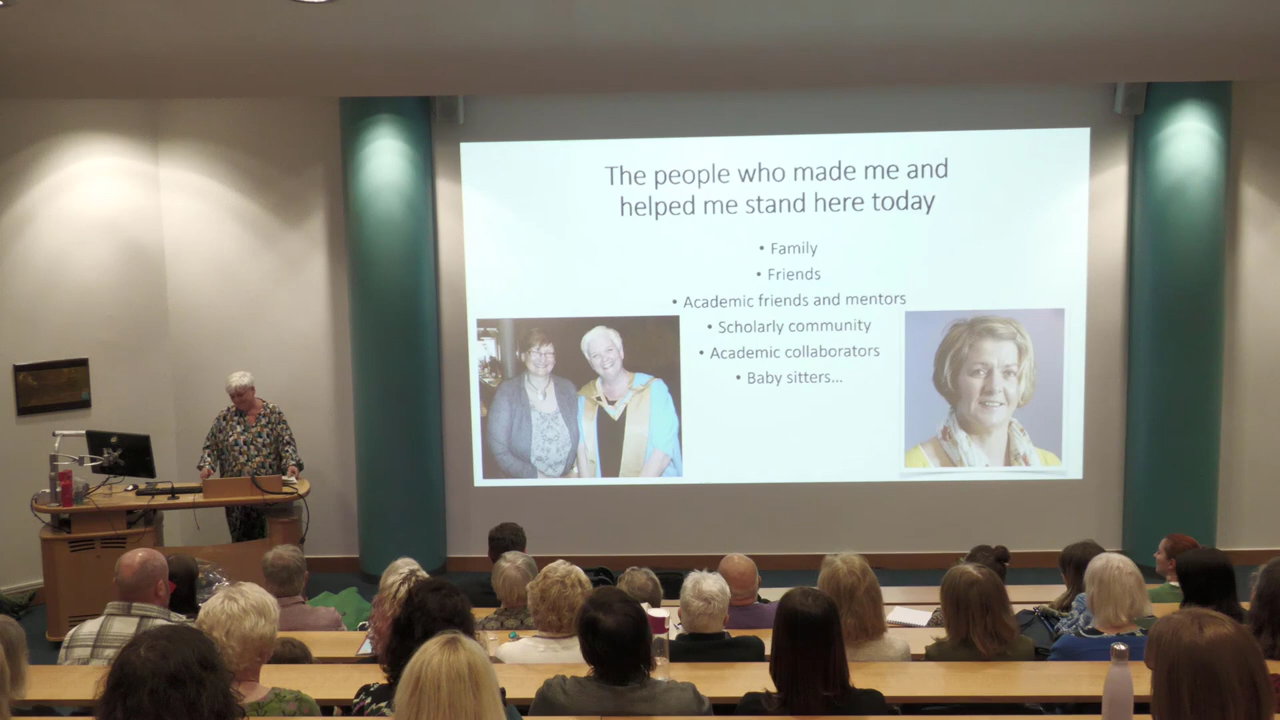 The people who made me and
helped me stand here today
• Family
• Friends
• Academic friends and mentors
• Scholarly community
• Academic collaborators
• Baby sitters...